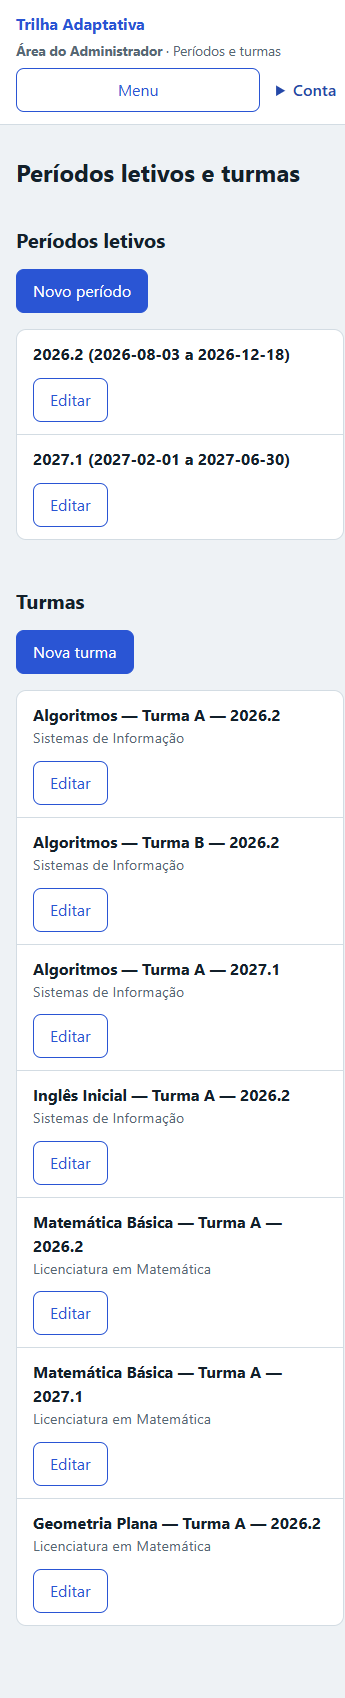 Trilha Adaptativa
Área do Administrador · Períodos e turmas
Menu
▶ Conta
Períodos letivos e turmas
Períodos letivos
Novo período
2026.2 (2026-08-03 a 2026-12-18)
Editar
2027.1 (2027-02-01 a 2027-06-30)
Editar
Turmas
Nova turma
Algoritmos — Turma A — 2026.2
Sistemas de Informação
Editar
Algoritmos — Turma B — 2026.2
Sistemas de Informação
Editar
Algoritmos — Turma A — 2027.1
Sistemas de Informação
Editar
Inglês Inicial — Turma A — 2026.2
Sistemas de Informação
Editar
Matemática Básica — Turma A —
2026.2
Licenciatura em Matemática
Editar
Matemática Básica — Turma A —
2027.1
Licenciatura em Matemática
Editar
Geometria Plana — Turma A — 2026.2
Licenciatura em Matemática
Editar